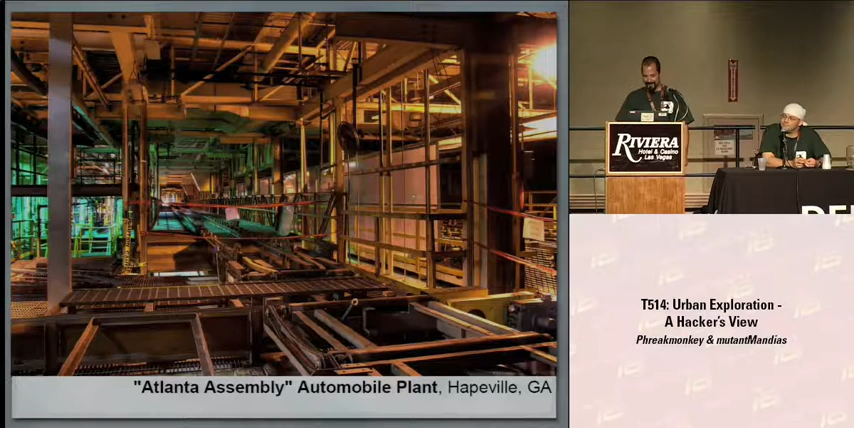 "Atlanta Assembly" Automobile Plant, Hapeville, GA
RIVIERA
Hotel & Casino
Las Vegas
T514: Urban Exploration -
A Hacker's View
Phreakmonkey & mutantMandias